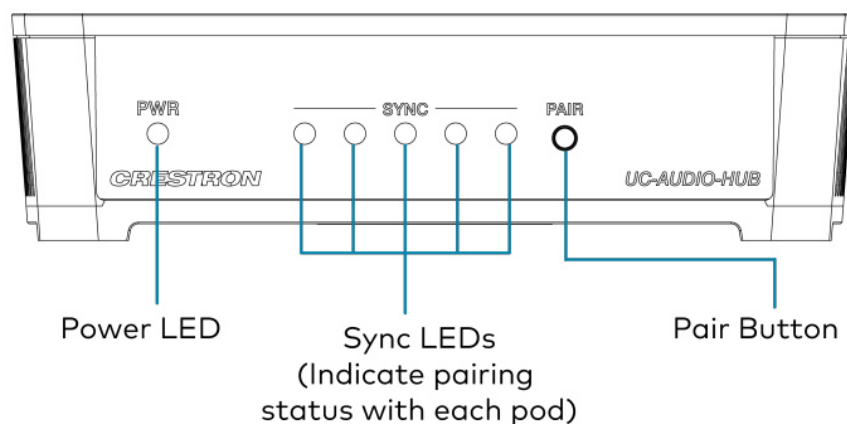 PWR
SYNC
PAIR
CRESTRON
UC-AUDIO-HUB
Power LED
Sync LEDs
(Indicate pairing
status with each pod)
Pair Button